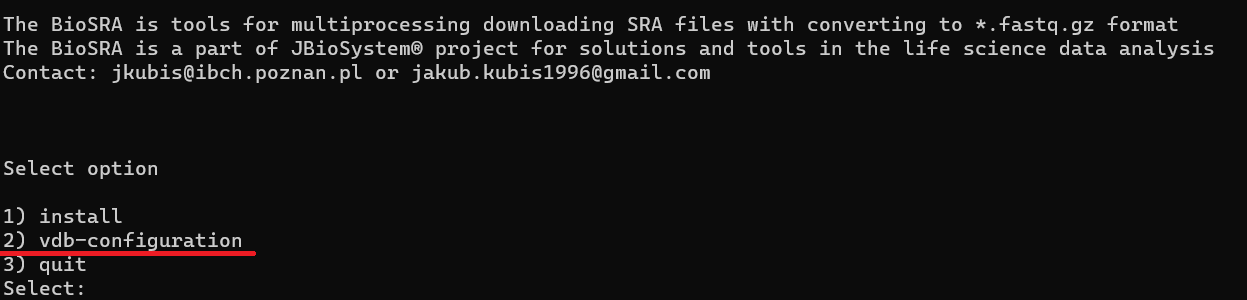 The BioSRA is tools for multiprocessing downloading SRA files with converting to *.fastq.gz format
The BioSRA is a part of JBioSystem® project for solutions and tools in the life science data analysis
Contact: jkubis@ibch.poznan.pl or jakub.kubis1996@gmail.com
Select option
1) install
2) vdb-configuration
3) quit
Select: